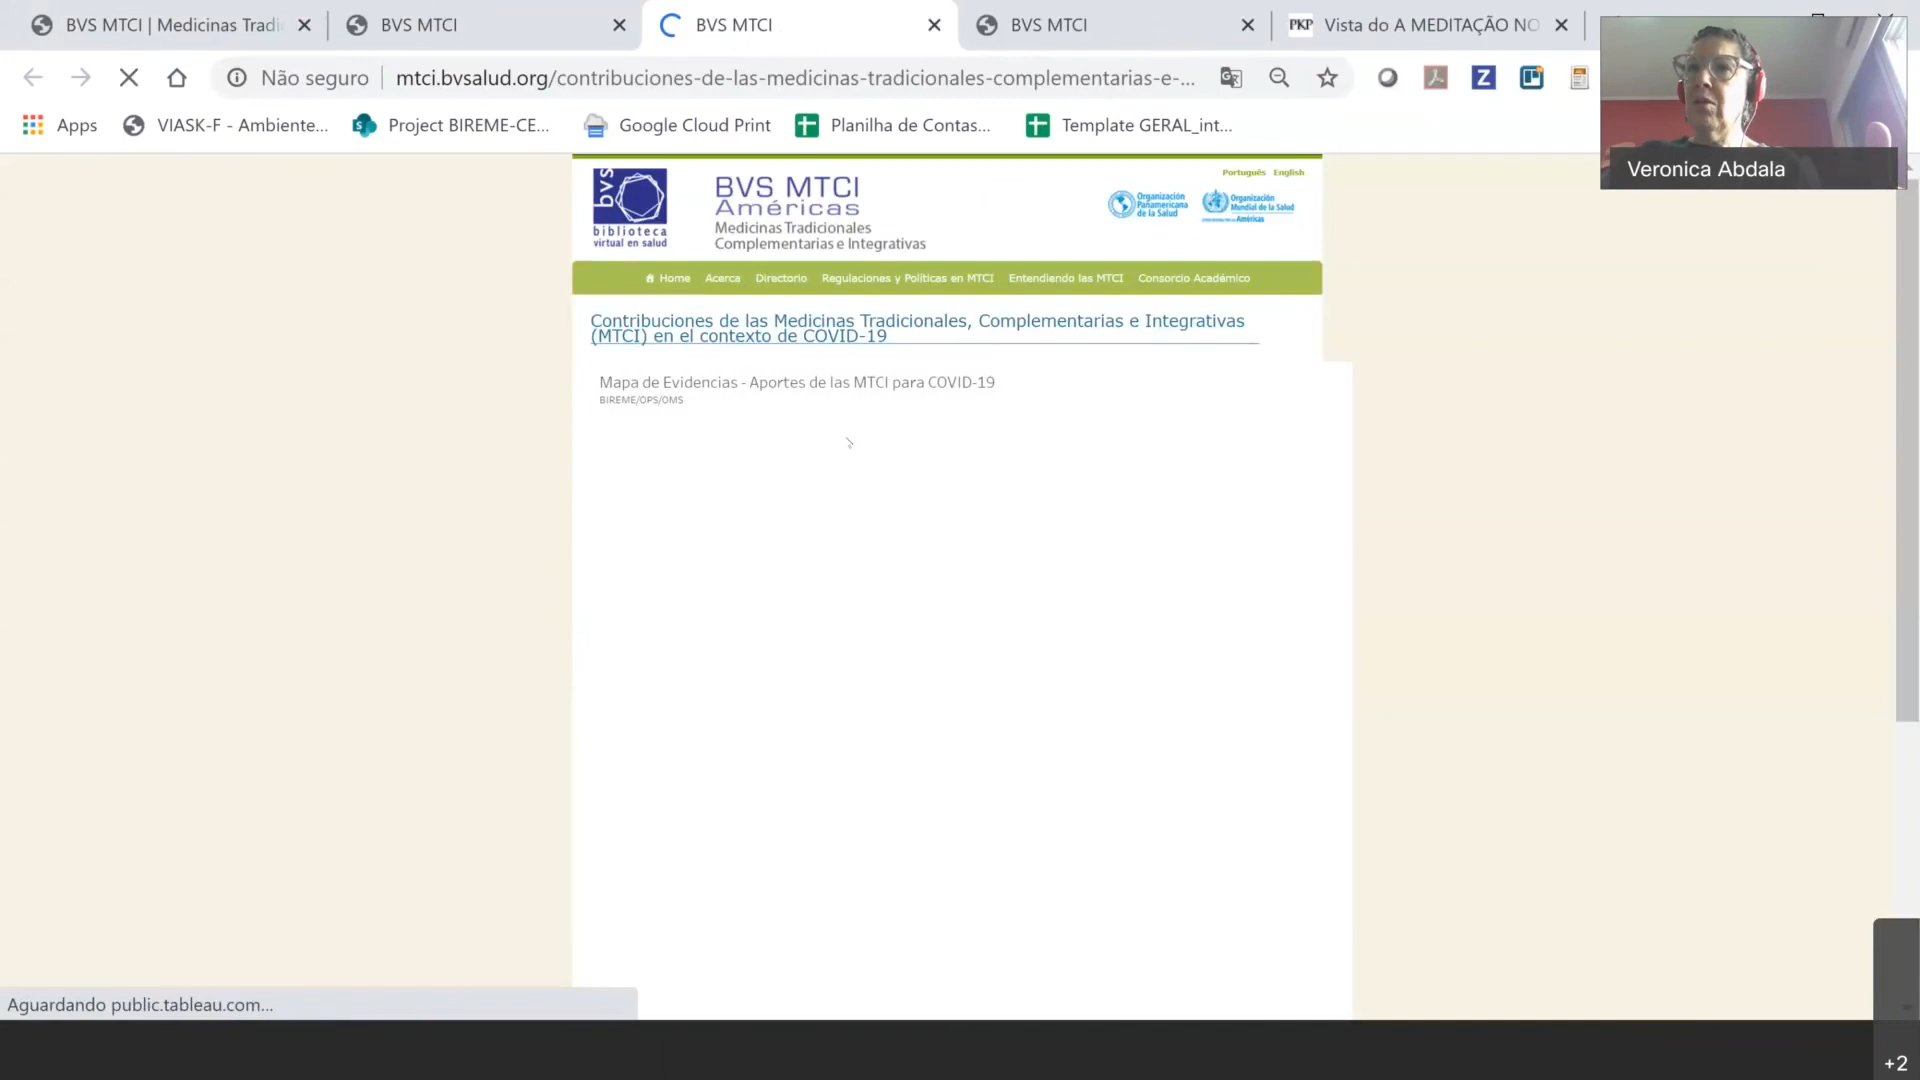 BVS MTCI | Medicinas Tradi
BVS MTCI
BVS MTCI
BVS MTCI
PKP Vista do A MEDITAÇÃO NO
Não seguro
mtci.bvsalud.org/contribuciones-de-las-medicinas-tradicionales-complementarias-e-...
Apps
VIASK-F - Ambiente...
Project BIREME-CE...
Google Cloud Print
Planilha de Contas...
Template GERAL_int...
Veronica Abdala
Português English
bvs
biblioteca
virtual en salud
BVS MTCI
Américas
Medicinas Tradicionales
Complementarias e Integrativas
Organización
Panamericana
de la Salud
Organización
Mundial de la Salud
Américas
Home Acerca Directorio Regulaciones y Políticas en MTCI Entendiendo las MTCI Consorcio Académico
Contribuciones de las Medicinas Tradicionales, Complementarias e Integrativas
(MTCI) en el contexto de COVID-19
Mapa de Evidencias - Aportes de las MTCI para COVID-19
BIREME/OPS/OMS
Aguardando public.tableau.com...
+2